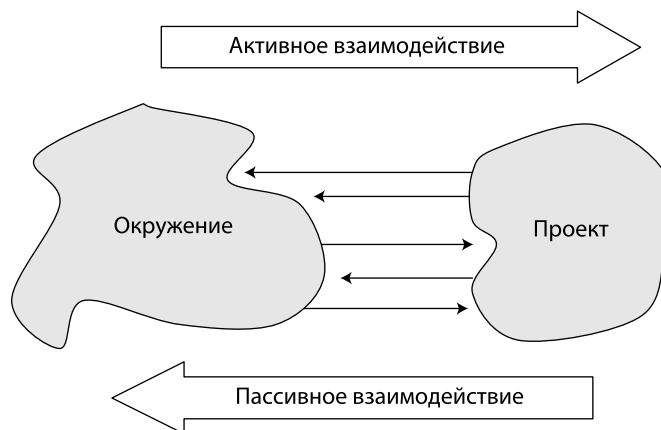 Активное взаимодействие
Окружение
Проект
Пассивное взаимодействие